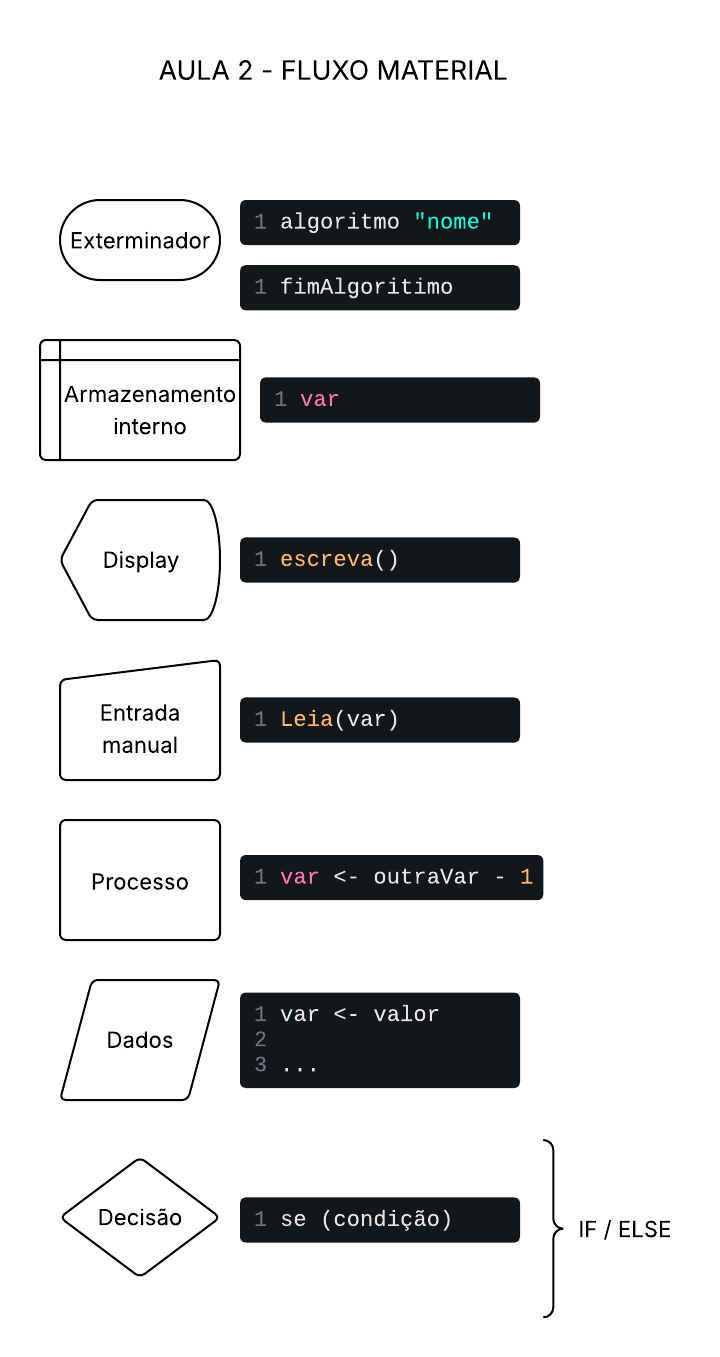 AULA 2 - FLUXO MATERIAL
Exterminador
1 algoritmo "nome"
1 fimAlgoritimo
Armazenamento
interno
1 var
Display
1 escreva()
Entrada
manual
1 Leia(var)
Processo
1 var <- outraVar - 1
Dados
1 var <- valor
2
3 ...
Decisão
1 se (condição)
IF / ELSE